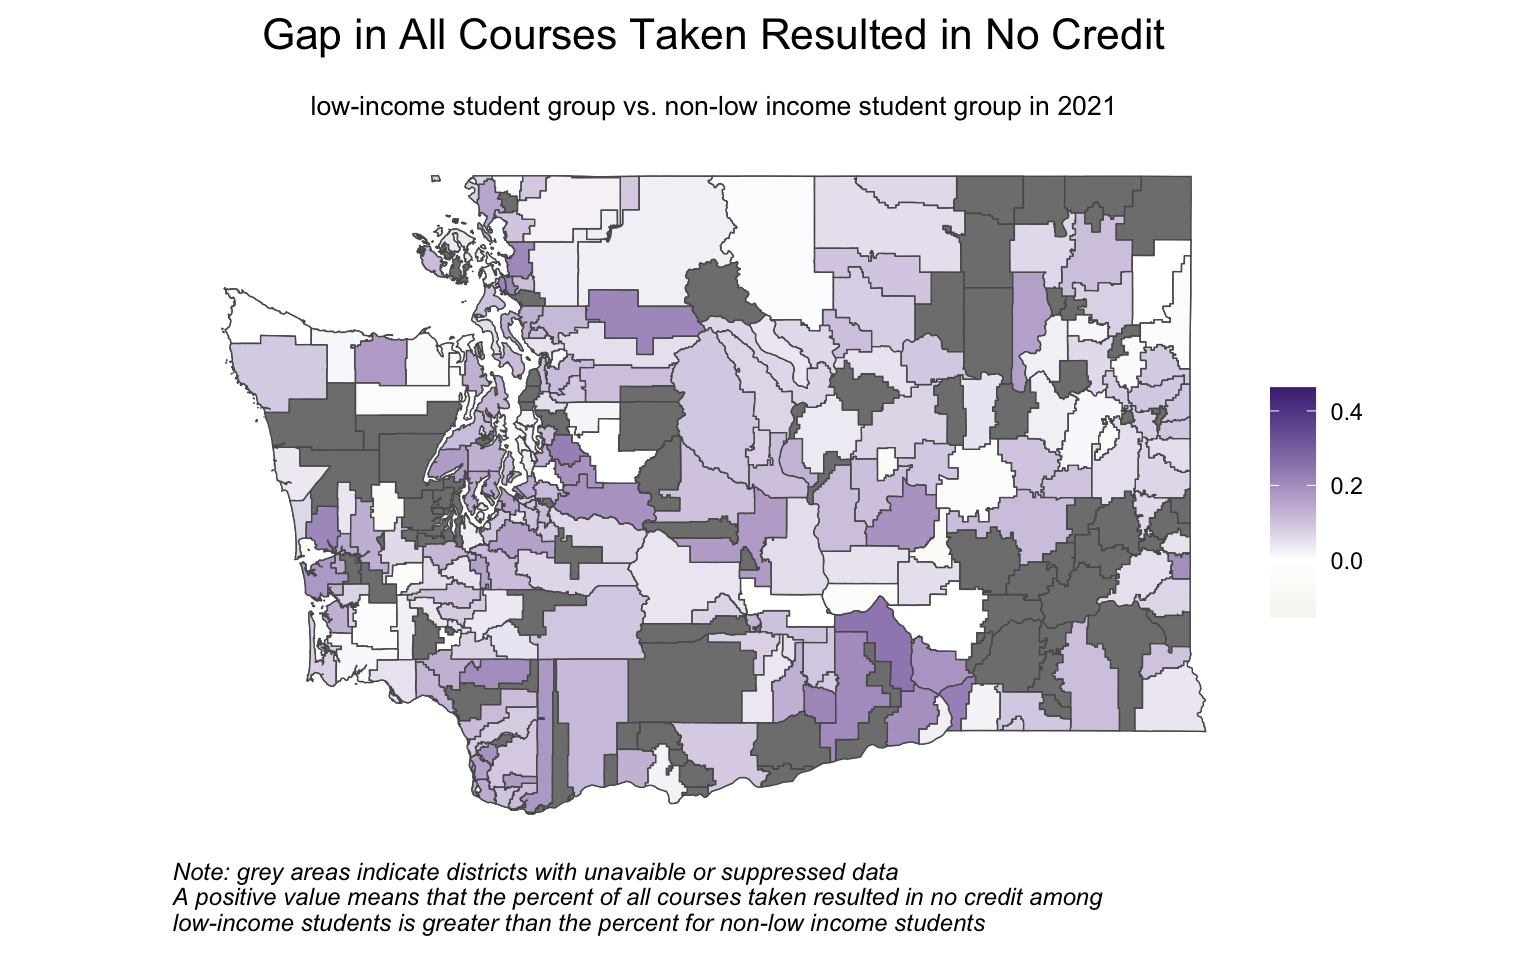 Gap in All Courses Taken Resulted in No Credit
low-income student group vs. non-low income student group in 2021
0.4
0.2
0.0
Note: grey areas indicate districts with unavaible or suppressed data
A positive value means that the percent of all courses taken resulted in no credit among
low-income students is greater than the percent for non-low income students